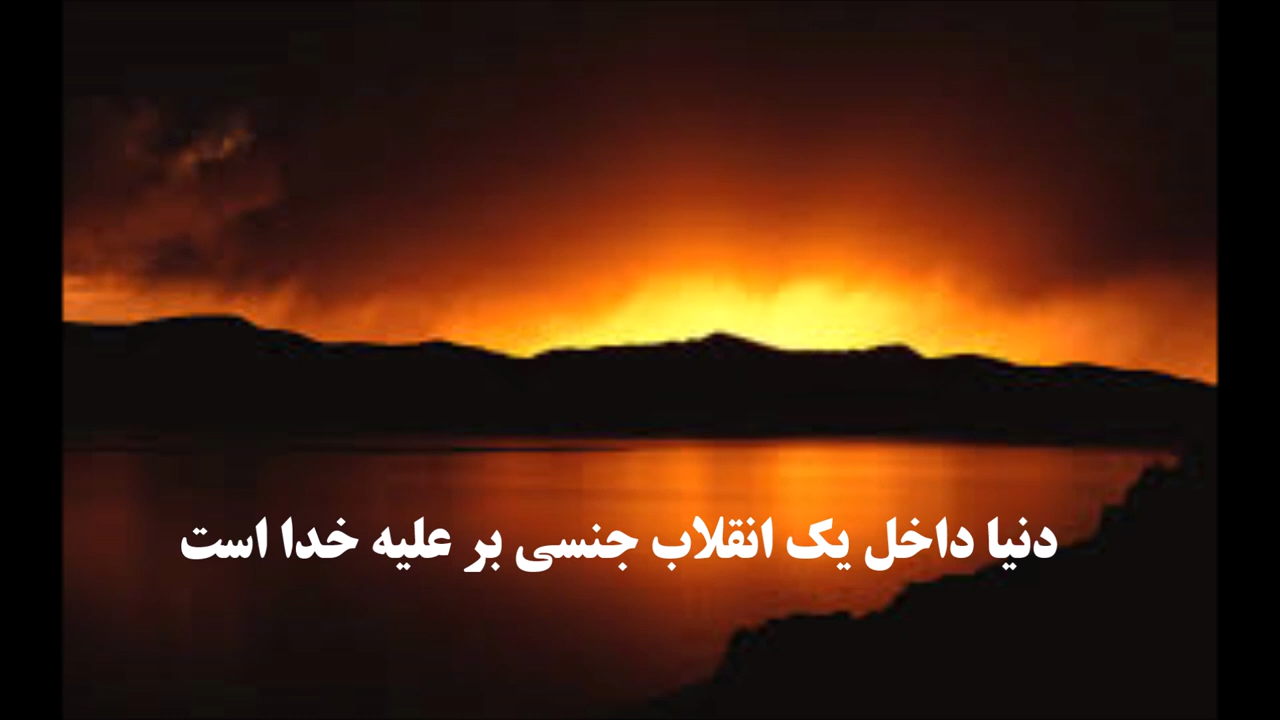 دنیا داخل یک انقلاب جنسی بر علیه خدا است